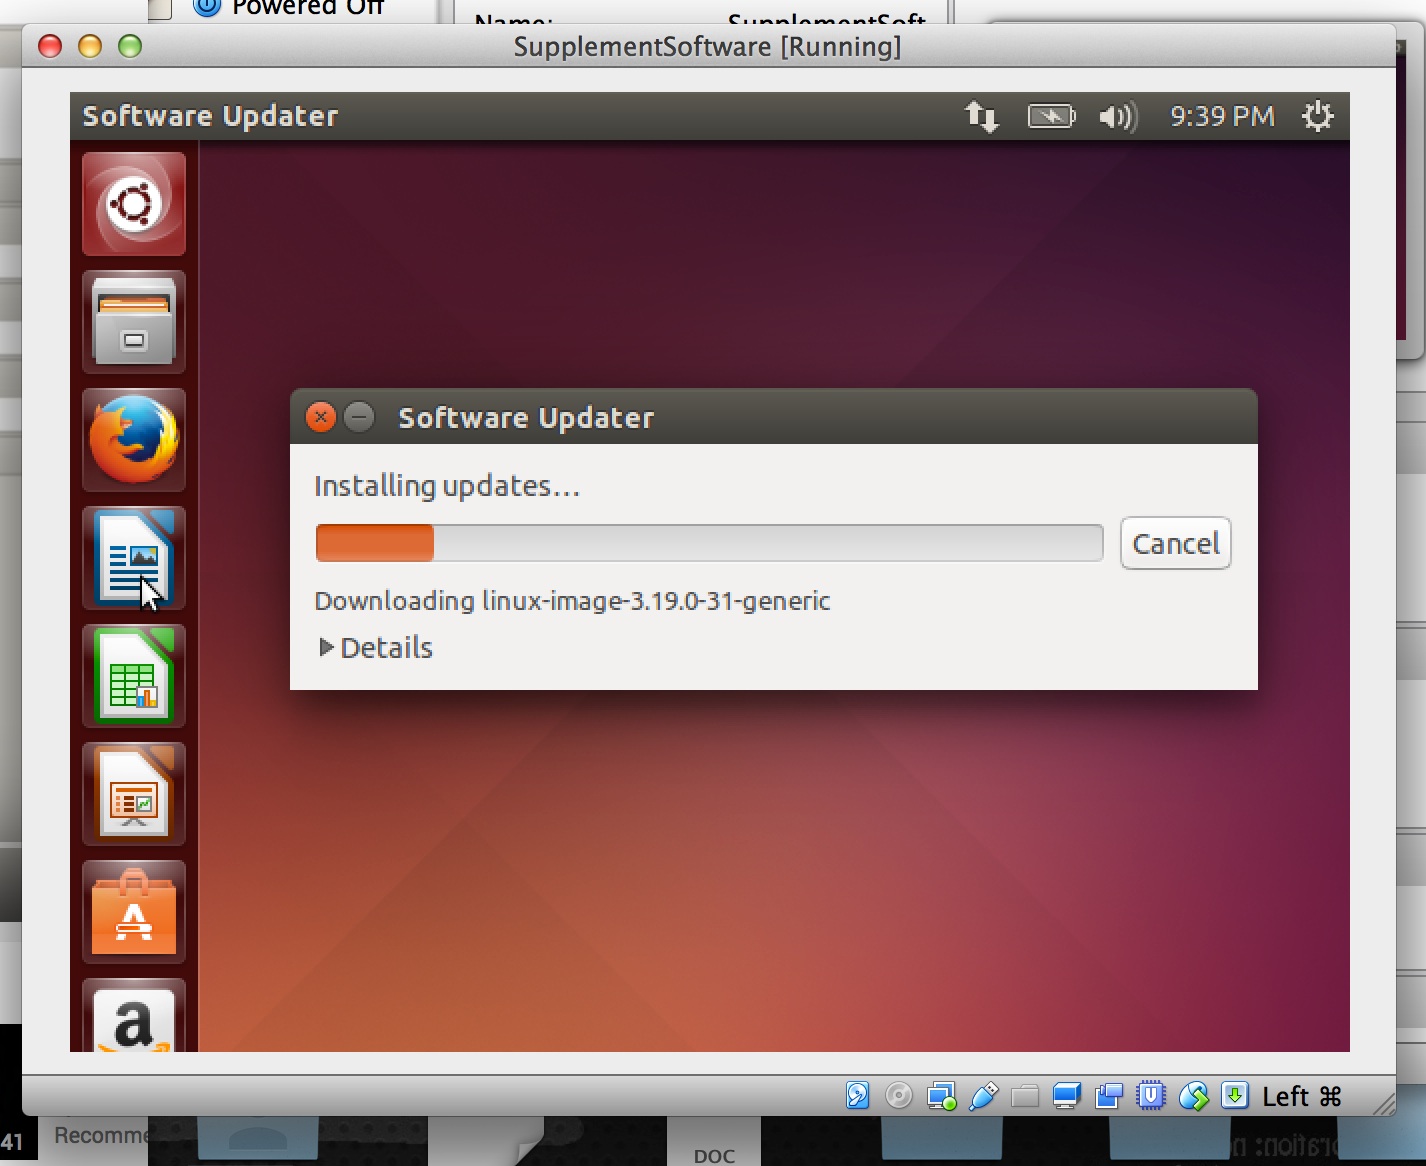 Powered Off
Name:
SupplementSoft
SupplementSoftware [Running]
Software Updater
9:39 PM
Software Updater
Installing updates...
Cancel
Downloading linux-image-3.19.0-31-generic
Details
A
a
Left ⌘
41
Recomme
DOC